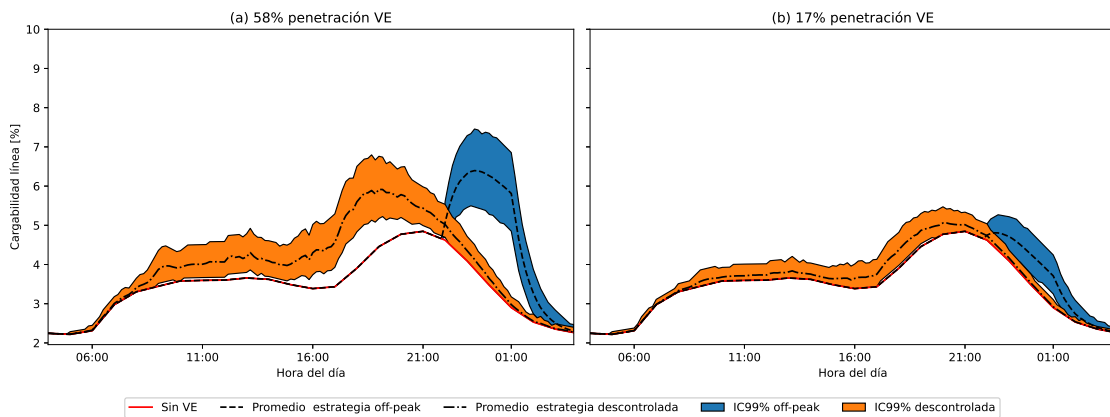 (a) 58% penetración VE
(b) 17% penetración VE
Cargabilidad línea [%]
10
9
8
7
6
5
4
3
2
06:00 11:00 16:00 21:00 01:00
06:00 11:00 16:00 21:00 01:00
Hora del día
Hora del día
Sin VE Promedio estrategia off-peak Promedio estrategia descontrolada IC99% off-peak IC99% descontrolada